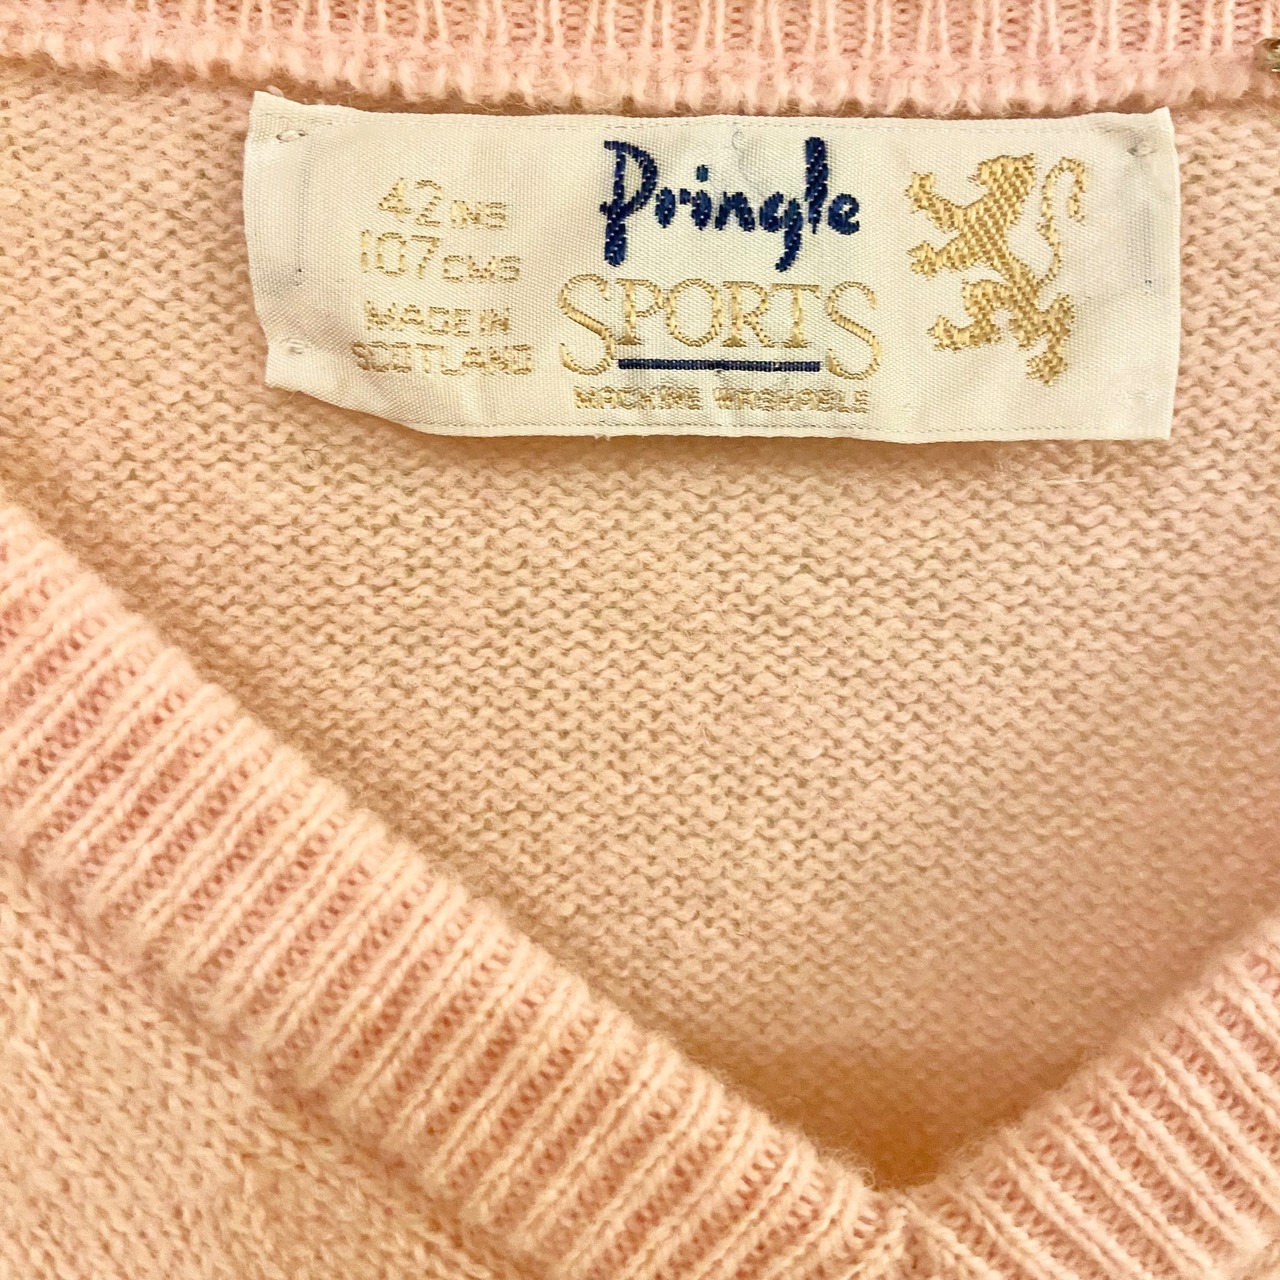 42 INS
107 CMS
MADE IN
SCOTLAND
Pringle
SPORTS
MACHINE WASHABLE